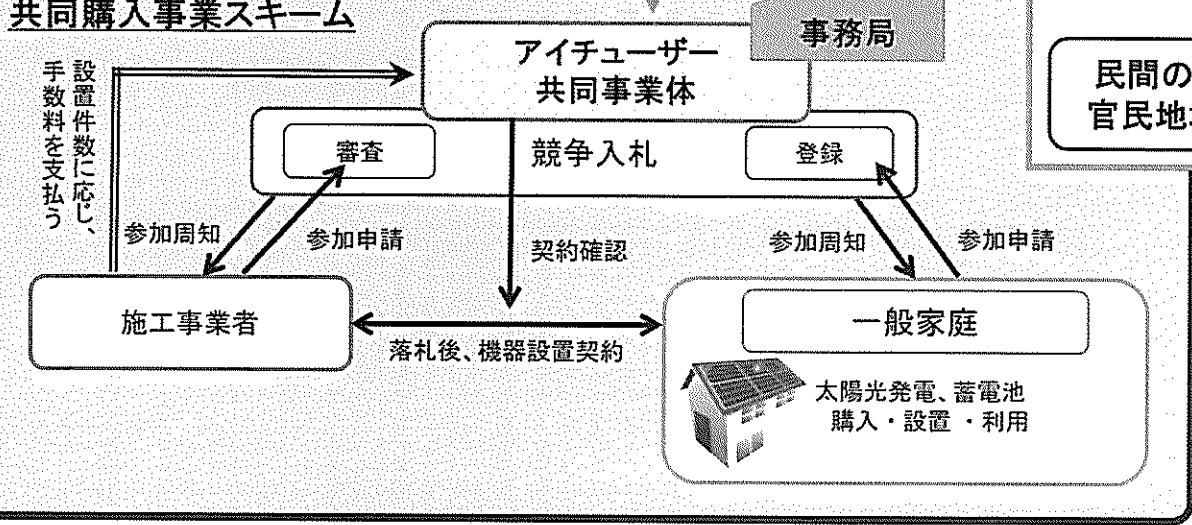 共同購入事業スキーム
事務局
アイチューザー
共同事業体
民間の
官民地
設置件数に応じ、
手数料を支払う
審査
競争入札
登録
参加周知
参加申請
契約確認
参加周知
参加申請
施工事業者
落札後、機器設置契約
一般家庭
太陽光発電、蓄電池
購入・設置・利用